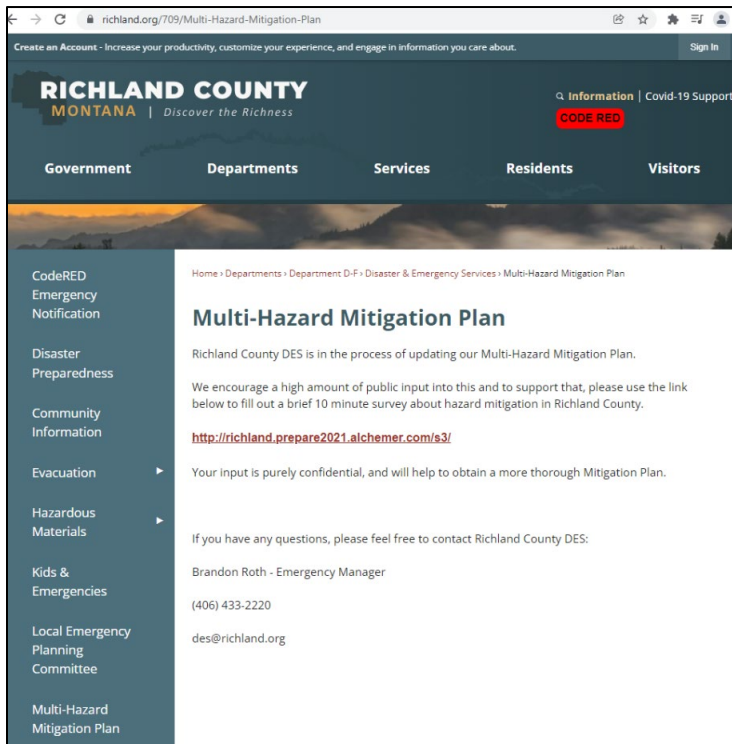 richland.org/709/Multi-Hazard-Mitigation-Plan
Create an Account - Increase your productivity, customize your experience, and engage in information you care about.
Sign In
RICHLAND COUNTY
MONTANA | Discover the Richness
Information | Covid-19 Support
CODE RED
Government Departments Services Residents Visitors
CodeRED
Emergency
Notification
Disaster
Preparedness
Community
Information
Evacuation
Hazardous
Materials
Kids &
Emergencies
Local Emergency
Planning
Committee
Multi-Hazard
Mitigation Plan
Home › Departments › Department D-F › Disaster & Emergency Services › Multi-Hazard Mitigation Plan
Multi-Hazard Mitigation Plan
Richland County DES is in the process of updating our Multi-Hazard Mitigation Plan.
We encourage a high amount of public input into this and to support that, please use the link
below to fill out a brief 10 minute survey about hazard mitigation in Richland County.
http://richland.prepare2021.alchemer.com/s3/
Your input is purely confidential, and will help to obtain a more thorough Mitigation Plan.
If you have any questions, please feel free to contact Richland County DES:
Brandon Roth - Emergency Manager
(406) 433-2220
des@richland.org